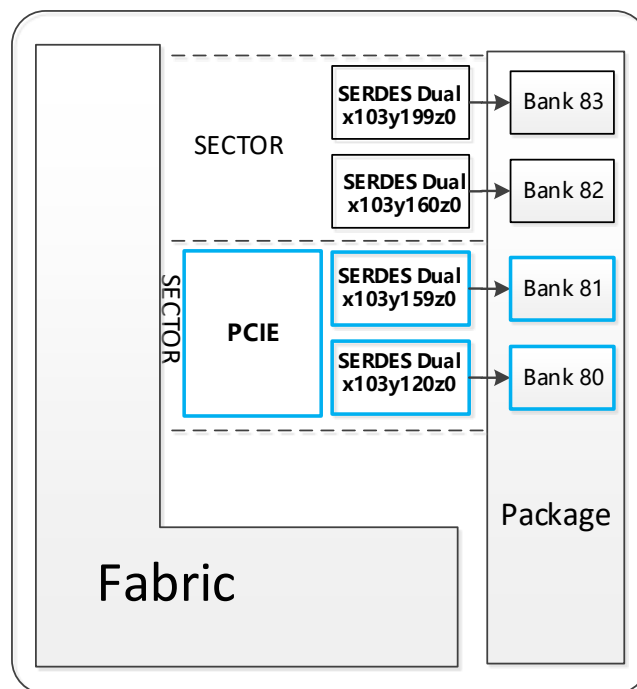 SERDES Dual
x103y199z0
Bank 83
SECTOR
SERDES Dual
x103y160z0
Bank 82
SECTOR
PCIE
SERDES Dual
x103y159z0
Bank 81
SERDES Dual
x103y120z0
Bank 80
Package
Fabric